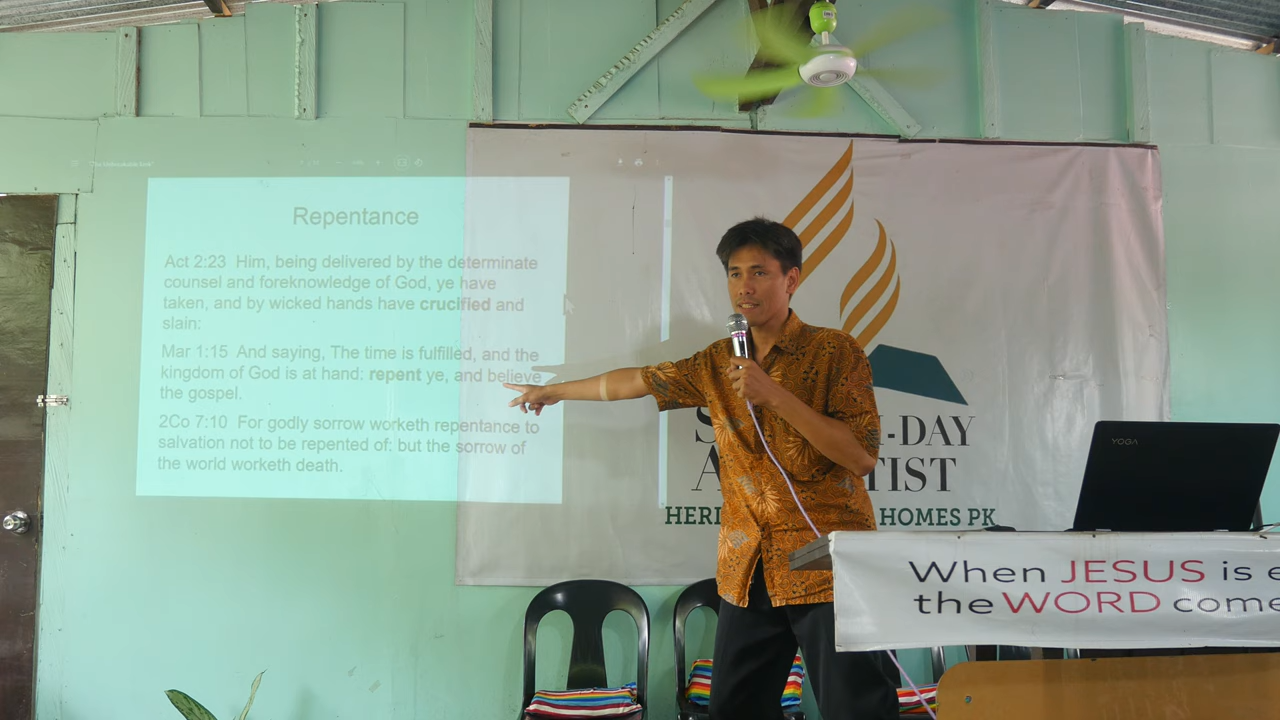 Repentance
Act 2:23 Him, being delivered by the determinate
counsel and foreknowledge of God, ye have
taken, and by wicked hands have crucified and
slain:
Mar 1:15 And saying, The time is fulfilled, and the
kingdom of God is at hand: repent ye, and believe
the gospel.
2Co 7:10 For godly sorrow worketh repentance to
salvation not to be repented of: but the sorrow of
the world worketh death.
-DAY
TIST
HERI HOMES PK
YOGA
When JESUS is e
the WORD come